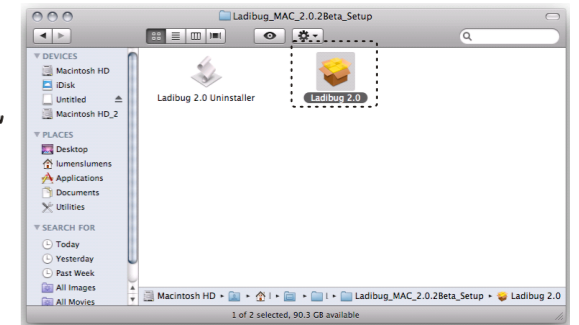 Ladibug_MAC_2.0.2Beta_Setup
DEVICES
Macintosh HD
iDisk
Untitled
Macintosh HD_2
PLACES
Desktop
lumenslumens
Applications
Documents
Utilities
SEARCH FOR
Today
Yesterday
Past Week
All Images
All Movies
Ladibug 2.0 Uninstaller
Ladibug 2.0
Macintosh HD ▸ ▸ l ▸ ▸ l ▸ Ladibug_MAC_2.0.2Beta_Setup ▸ Ladibug 2.0
1 of 2 selected, 90.3 GB available